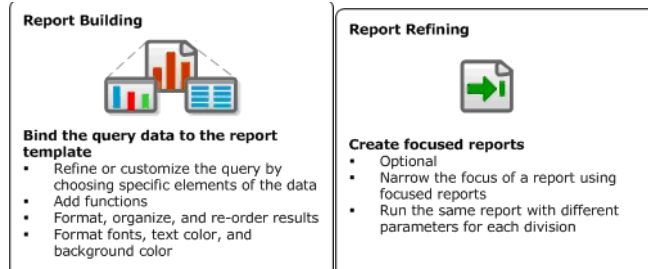 Report Building
Bind the query data to the report
template
▪ Refine or customize the query by
choosing specific elements of the data
▪ Add functions
▪ Format, organize, and re-order results
▪ Format fonts, text color, and
background color
Report Refining
Create focused reports
▪ Optional
▪ Narrow the focus of a report using
focused reports
▪ Run the same report with different
parameters for each division